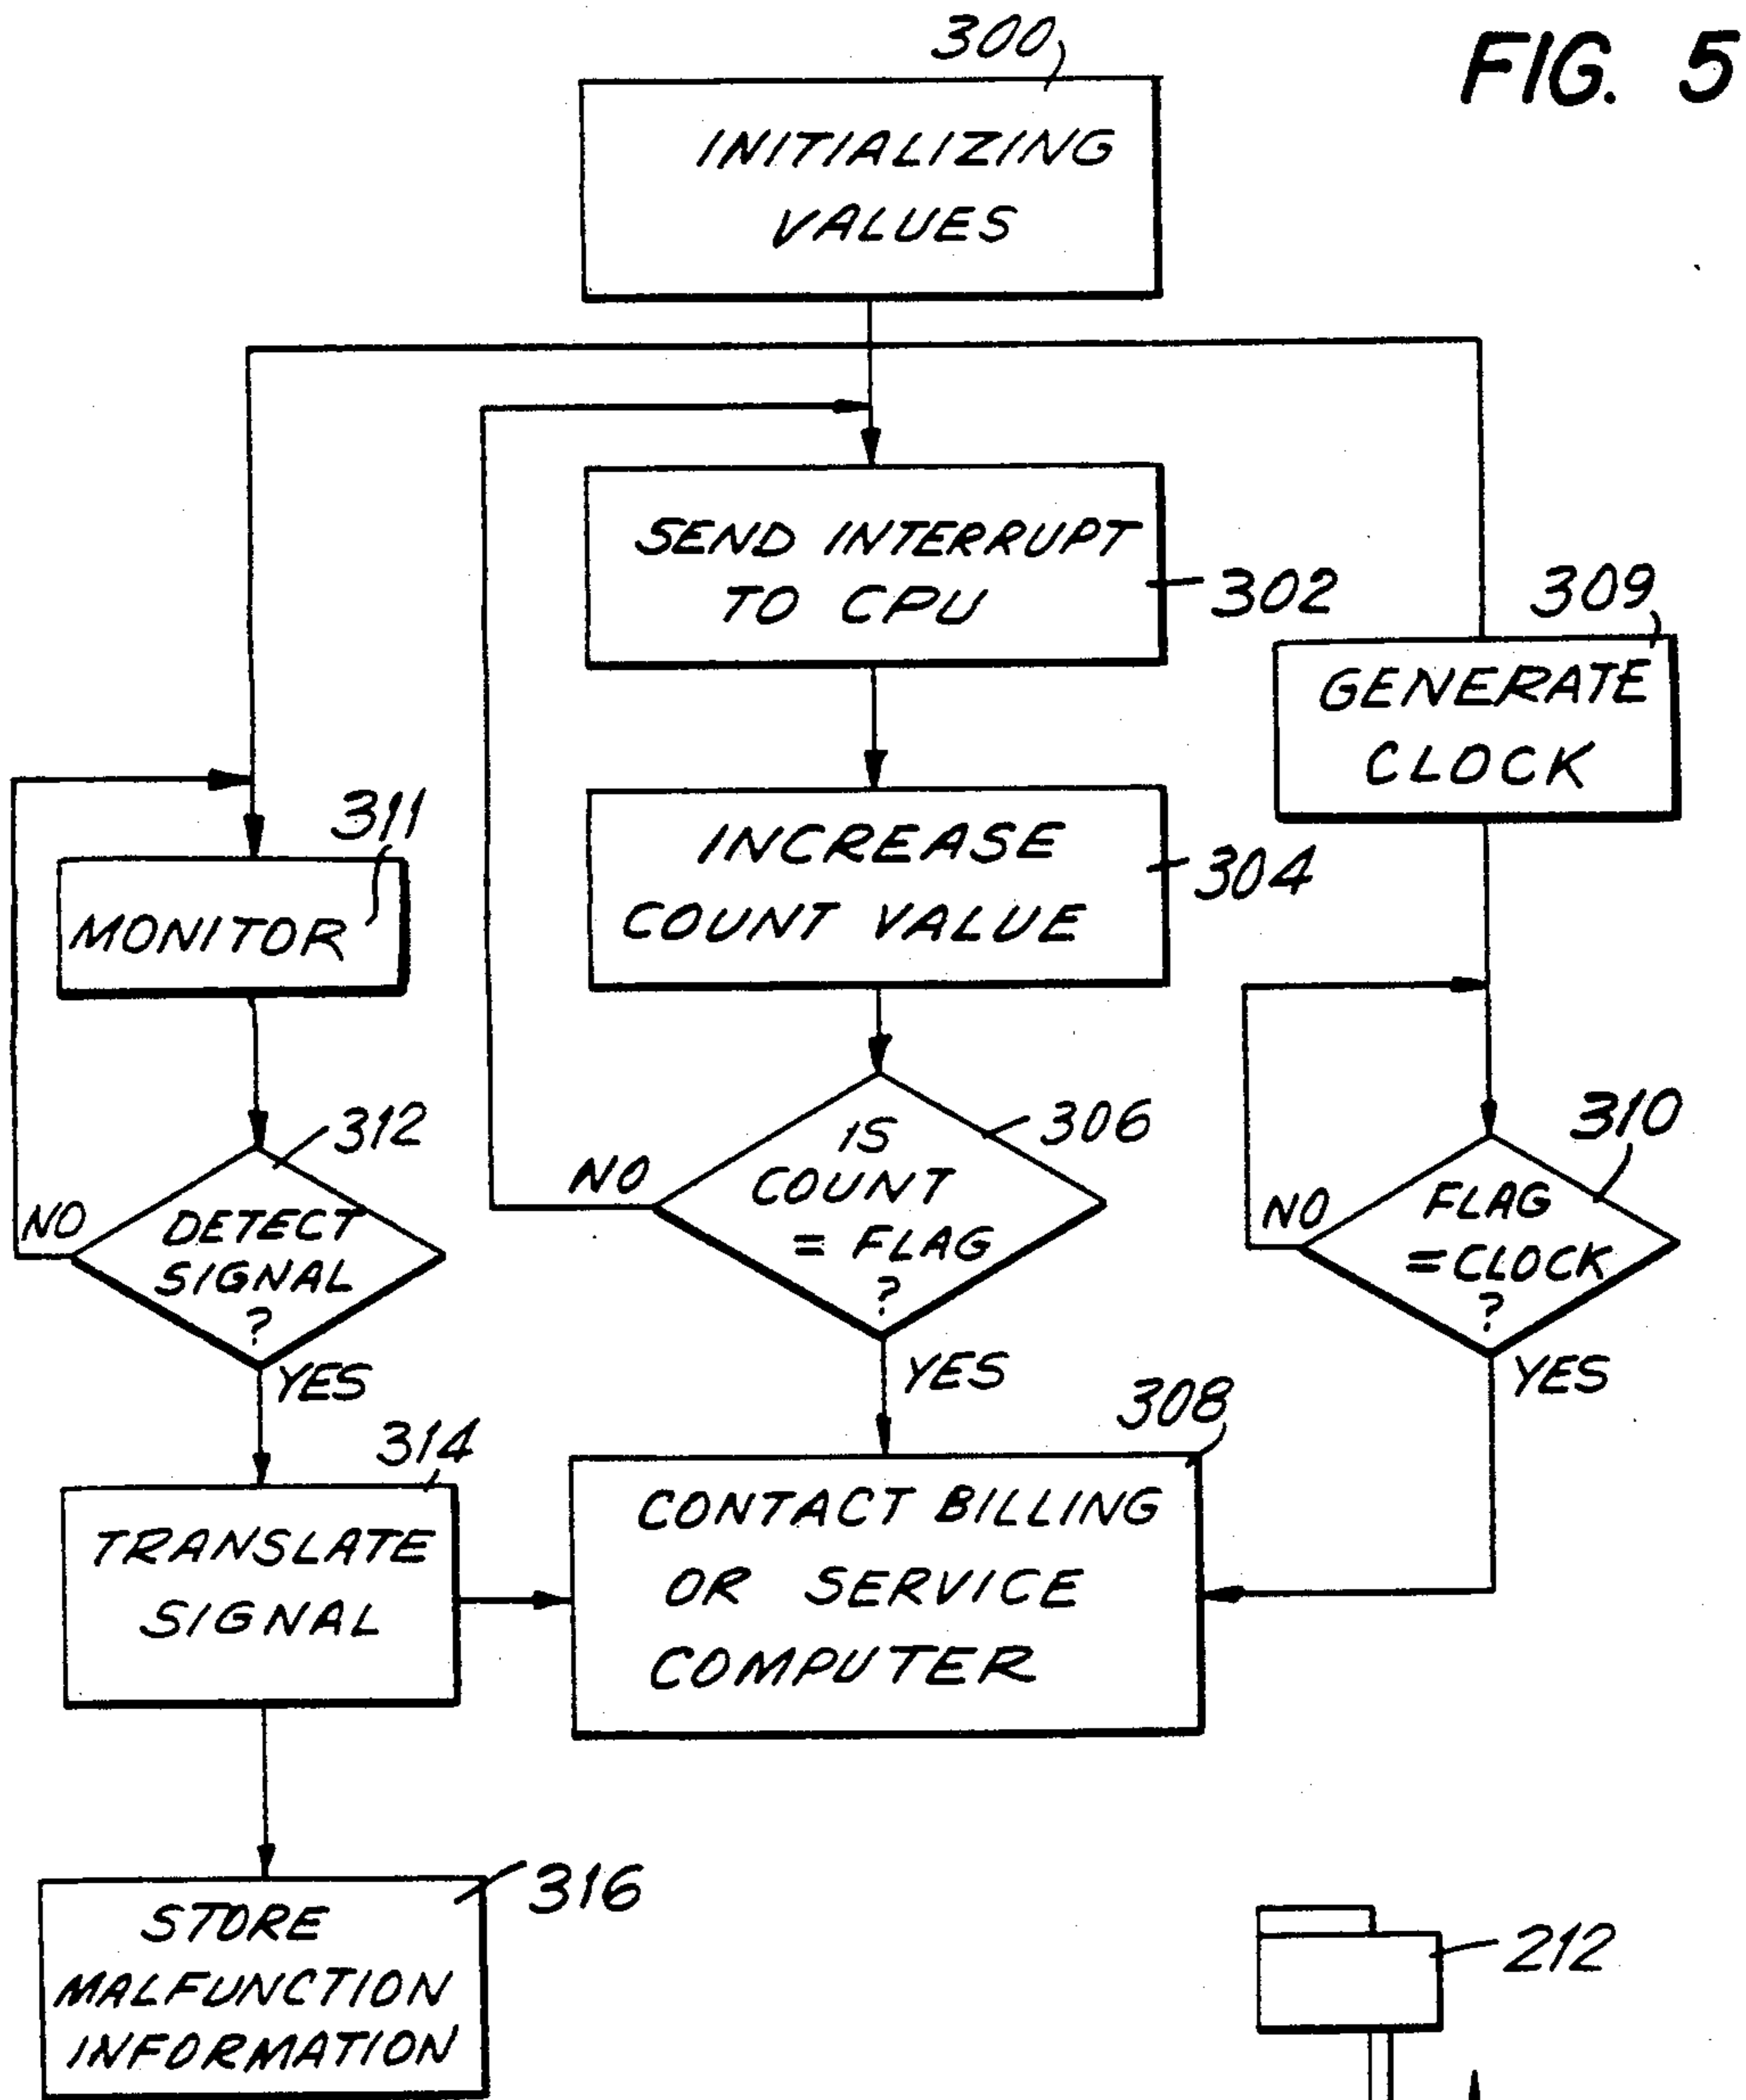 FIG. 5
300
INITIALIZING
VALUES
SEND INTERRUPT
TO CPU
302
309
GENERATE
CLOCK
311
MONITOR
INCREASE
COUNT VALUE
304
312
DETECT
SIGNAL
?
NO
YES
306
IS
COUNT
= FLAG
?
NO
YES
310
FLAG
=CLOCK
?
NO
YES
314
TRANSLATE
SIGNAL
308
CONTACT BILLING
OR SERVICE
COMPUTER
316
STORE
MALFUNCTION
INFORMATION
212